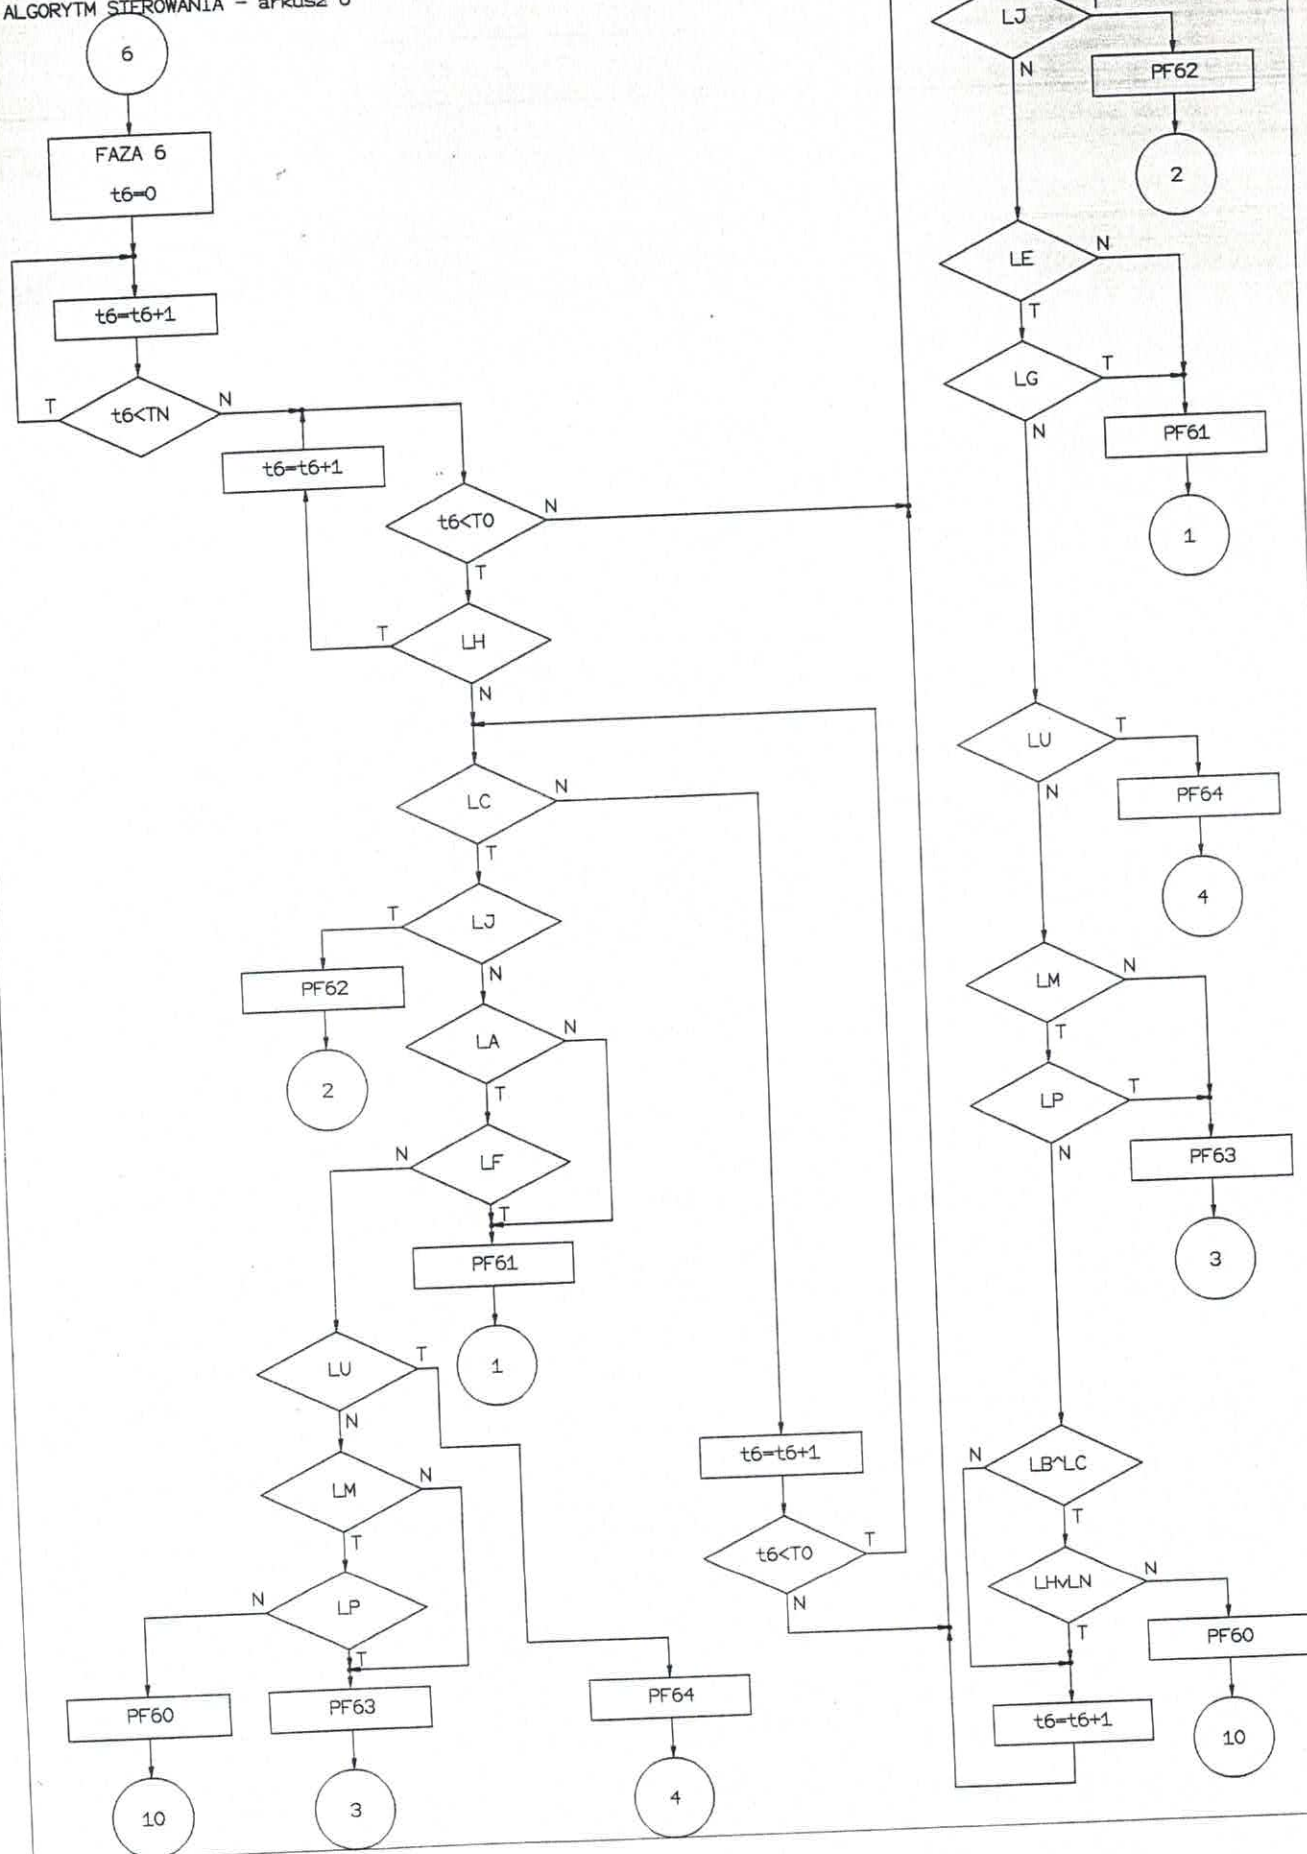 ALGORYTM STEROWANIA - arkusz 6
6
FAZA 6
t6=0
t6=t6+1
t6<TN
T
N
t6=t6+1
t6<TO
N
T
LH
T
N
LC
N
T
LJ
T
N
PF62
2
LA
N
T
LF
N
T
PF61
1
LU
T
N
LM
N
T
LP
N
T
PF60
10
PF63
3
PF64
4
t6=t6+1
t6<TO
T
N
LJ
T
N
PF62
2
LE
N
T
LG
T
N
PF61
1
LU
T
N
PF64
4
LM
N
T
LP
T
N
PF63
3
LB^LC
N
T
LHvLN
N
T
PF60
10
t6=t6+1